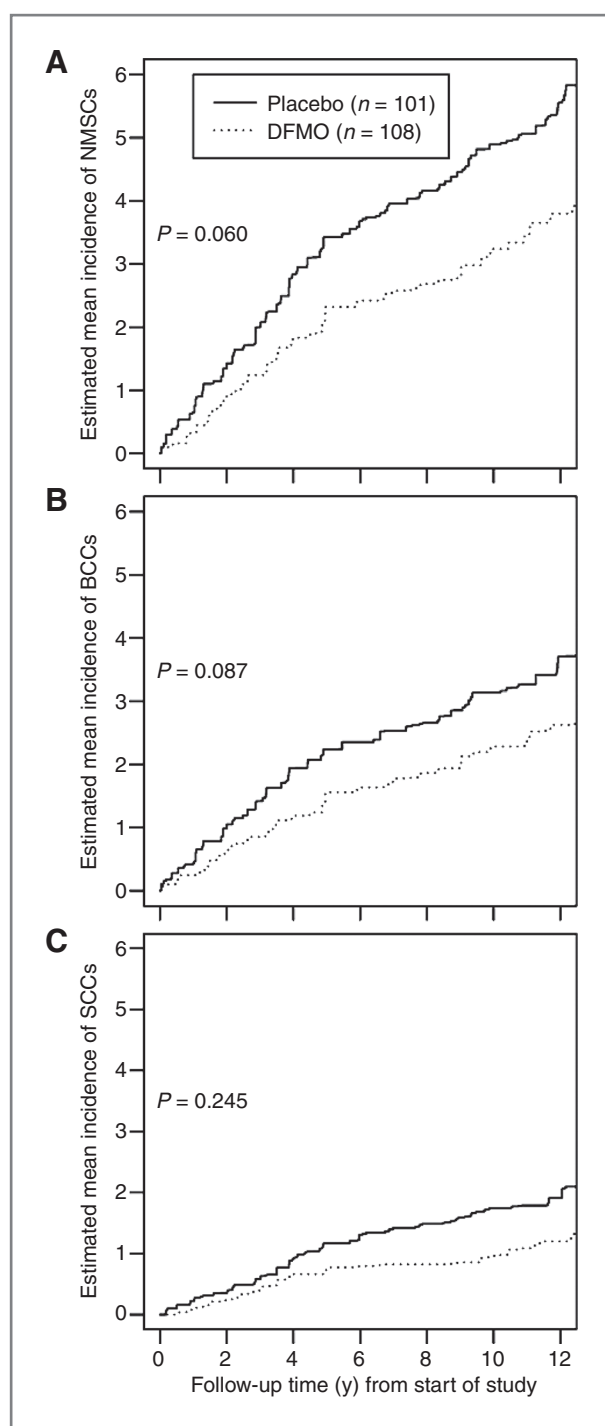 A
Estimated mean incidence of NMSCs
6
5
4
3
2
1
0
Placebo (n = 101)
DFMO (n = 108)
P = 0.060
B
Estimated mean incidence of BCCs
6
5
4
3
2
1
0
P = 0.087
C
Estimated mean incidence of SCCs
6
5
4
3
2
1
0
P = 0.245
0 2 4 6 8 10 12
Follow-up time (y) from start of study